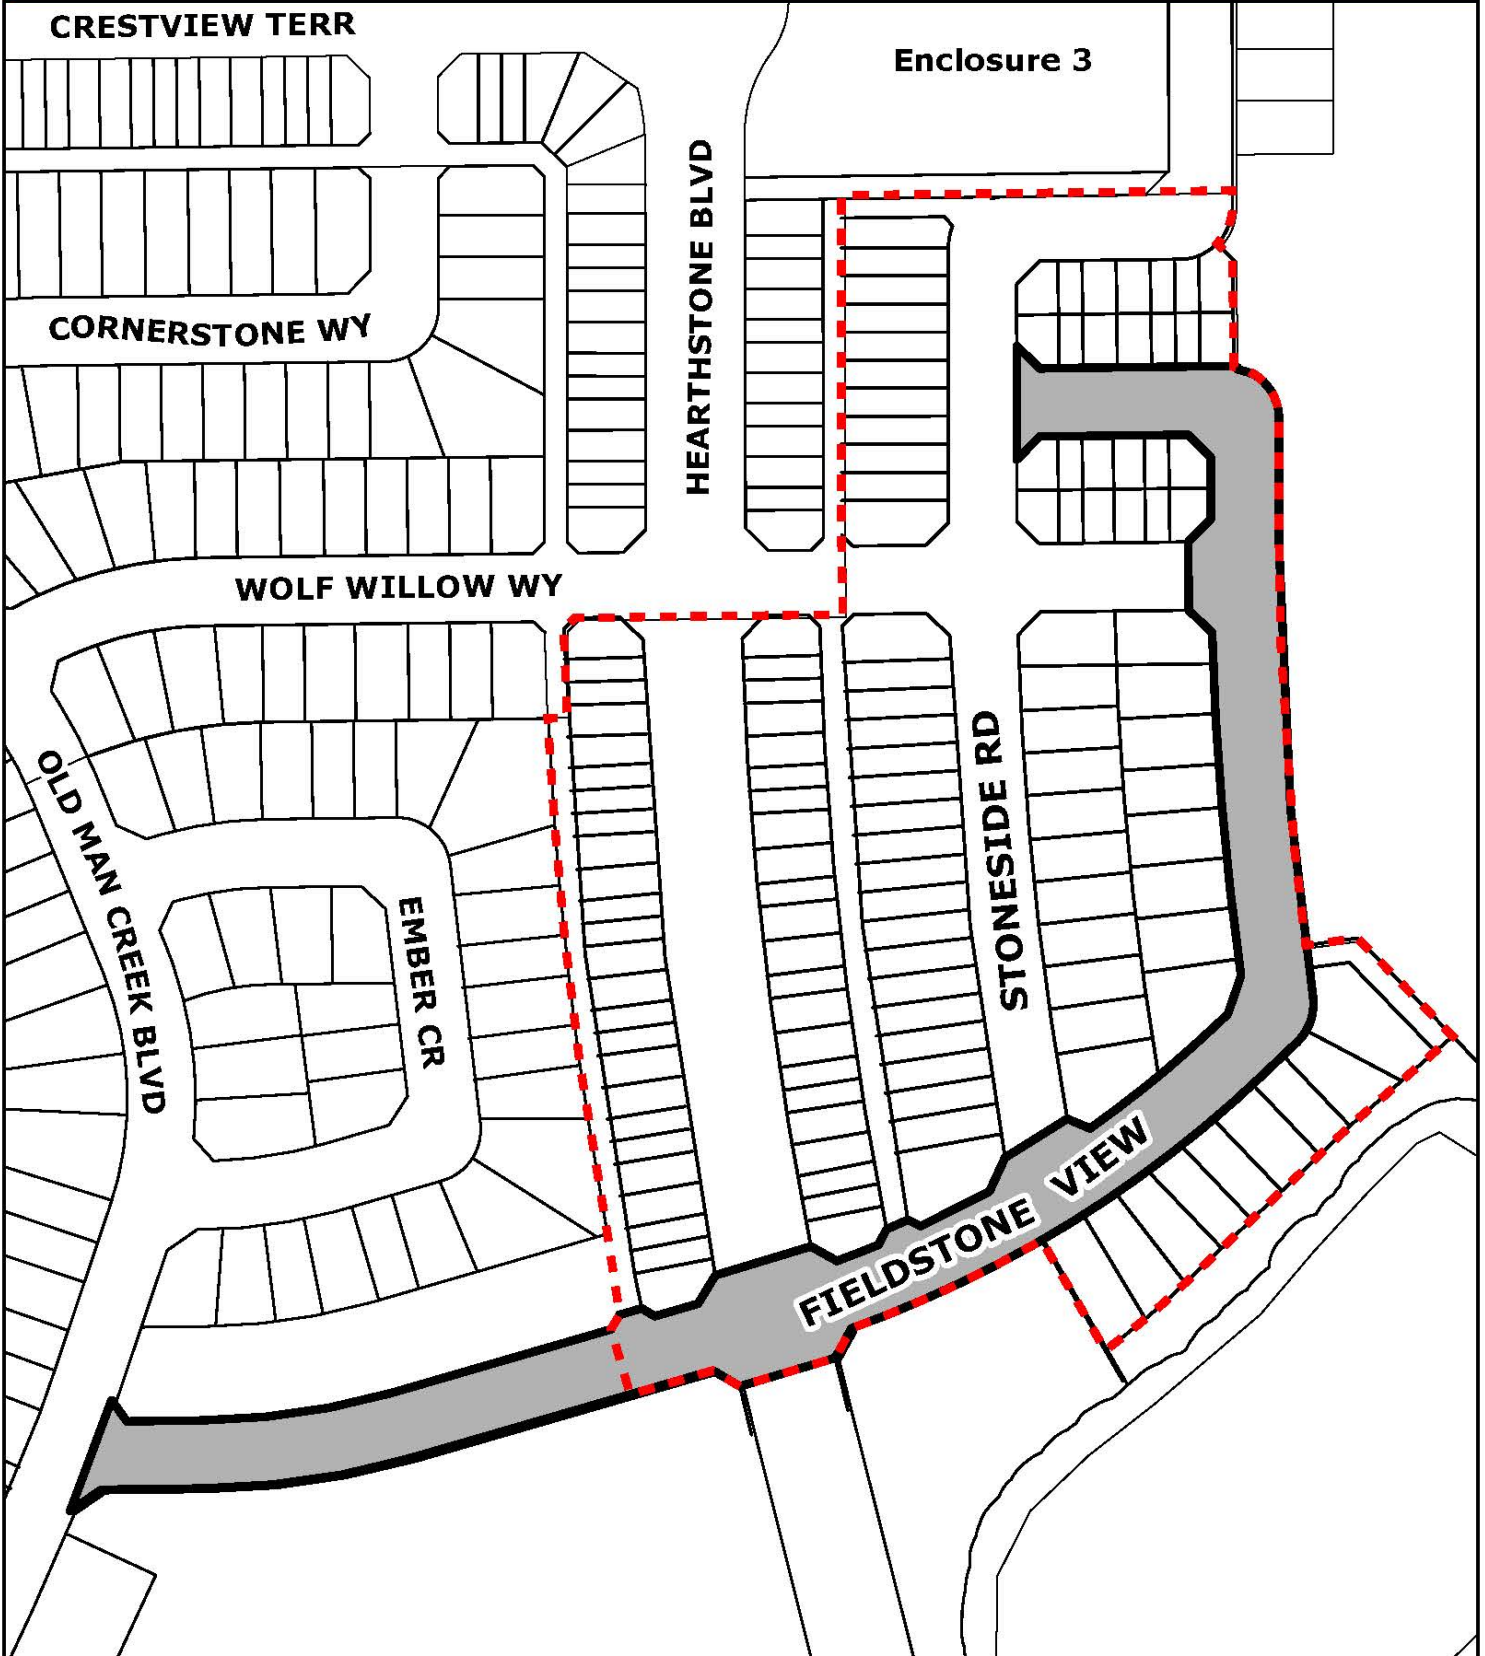 CRESTVIEW TERR
Enclosure 3
HEARTHSTONE BLVD
CORNERSTONE WY
WOLF WILLOW WY
OLD MAN CREEK BLVD
EMBER CR
STONESIDE RD
FIELDSTONE VIEW